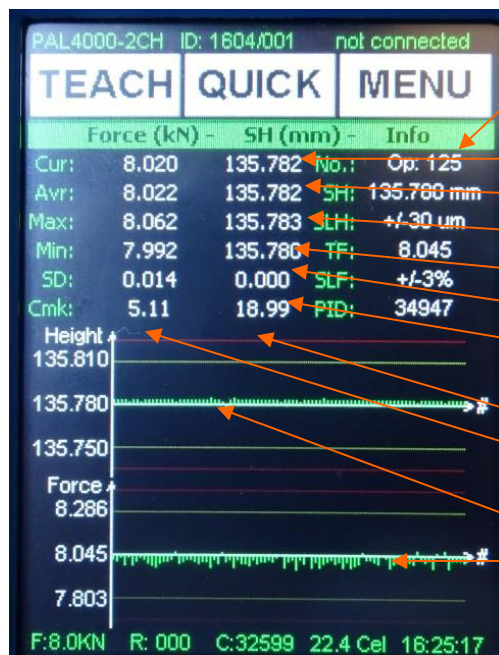 PAL4000-2CH ID: 1604/001 not connected
TEACH QUICK MENU
Force (kN) - SH (mm) - Info
Cur: 8.020 135.782 No.: Op: 125
Avr: 8.022 135.782 SH: 135.780 mm
Max: 8.062 135.783 SLH: +/-30 um
Min: 7.992 135.780 TF: 8.045
SD: 0.014 0.000 SLF: +/-3%
Cmk: 5.11 18.99 PID: 34947
Height
135.810
135.780 >#
135.750
Force
8.286
8.045 >#
7.803
F:8.0KN R: 000 C:32599 22.4 Cel 16:25:17